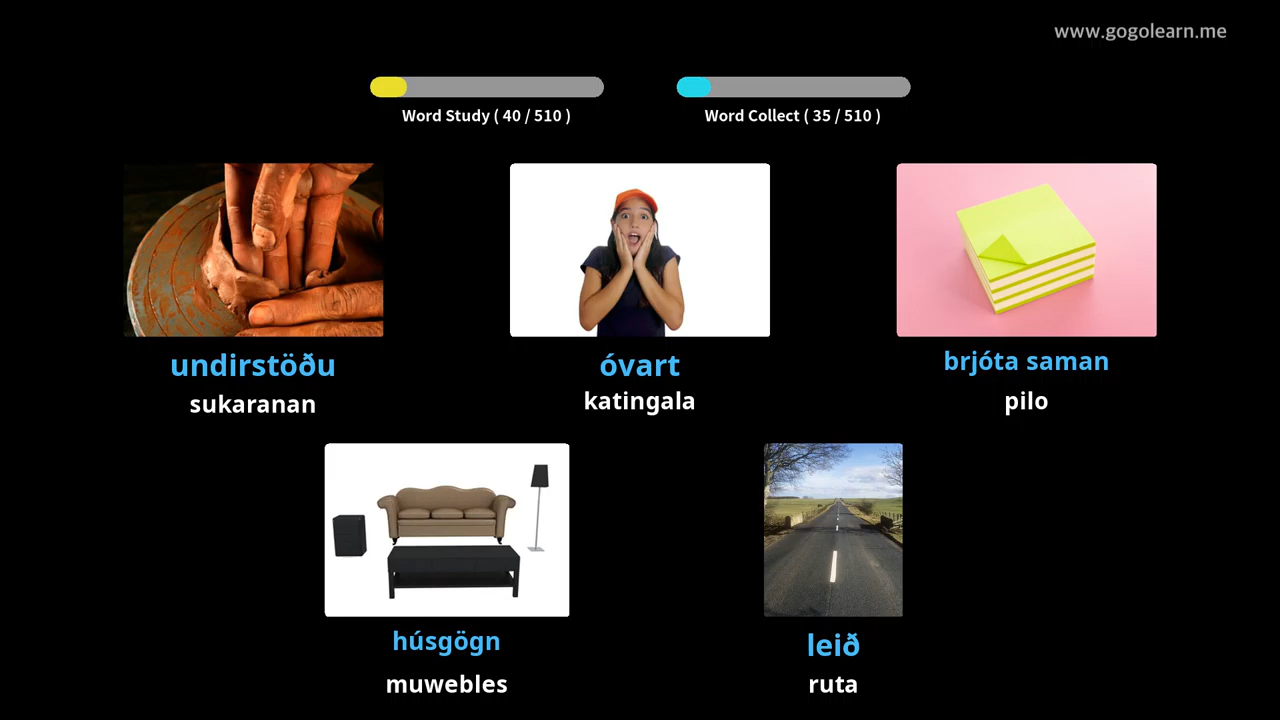 www.gogolearn.me
Word Study ( 40 / 510 )
Word Collect ( 35 / 510 )
undirstöðu
sukaranan
óvart
katingala
brjóta saman
pilo
húsgögn
muwebles
leið
ruta